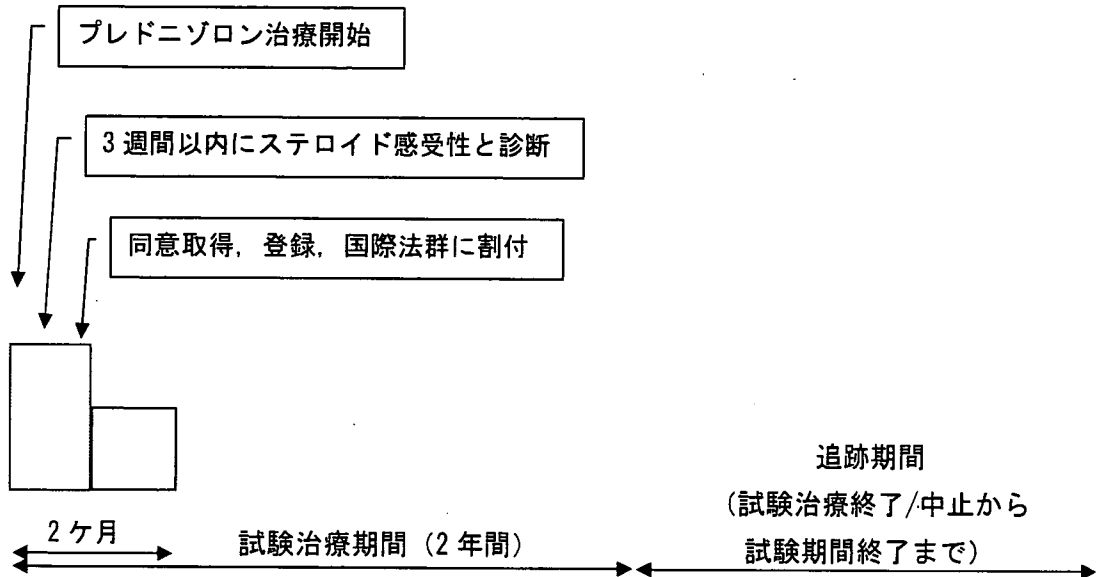 プレドニゾロン治療開始
3週間以内にステロイド感受性と診断
同意取得，登録，国際法群に割付
2ケ月
試験治療期間（2年間）
追跡期間
（試験治療終了/中止から
試験期間終了まで）